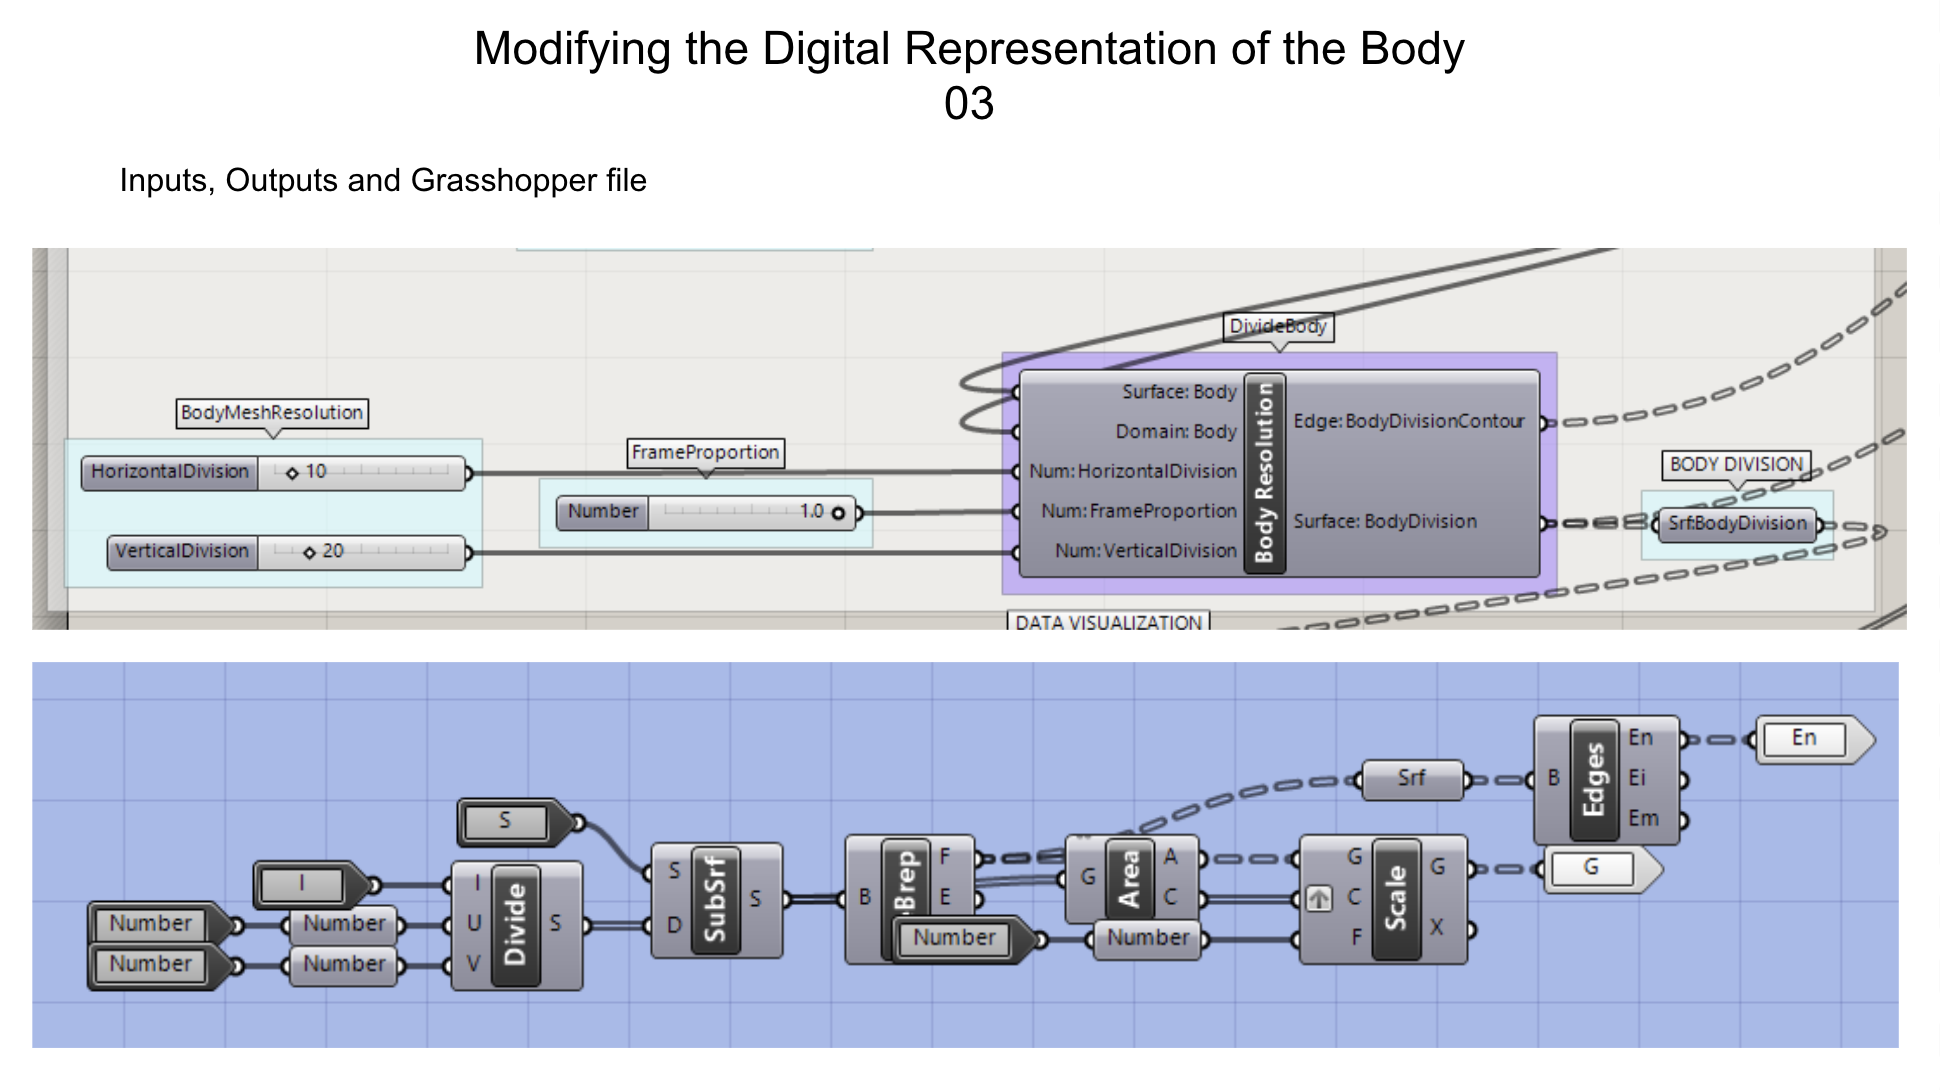 Modifying the Digital Representation of the Body
03
Inputs, Outputs and Grasshopper file
DivideBody
BodyMeshResolution
HorizontalDivision 10
VerticalDivision 20
FrameProportion
Number 1.0
Surface: Body
Domain: Body
Num: HorizontalDivision
Num: FrameProportion
Num: VerticalDivision
Body Resolution
Edge: BodyDivisionContour
Surface: BodyDivision
BODY DIVISION
Srf:BodyDivision
DATA VISUALIZATION
S
I
Number
Number
Number
Number
I
U
V
Divide
S
S
D
SubSrf
S
B
Brep
F
E
Number
G
Area
A
C
Number
Srf
G
C
F
Scale
G
X
B
Edges
En
Ei
Em
En
G